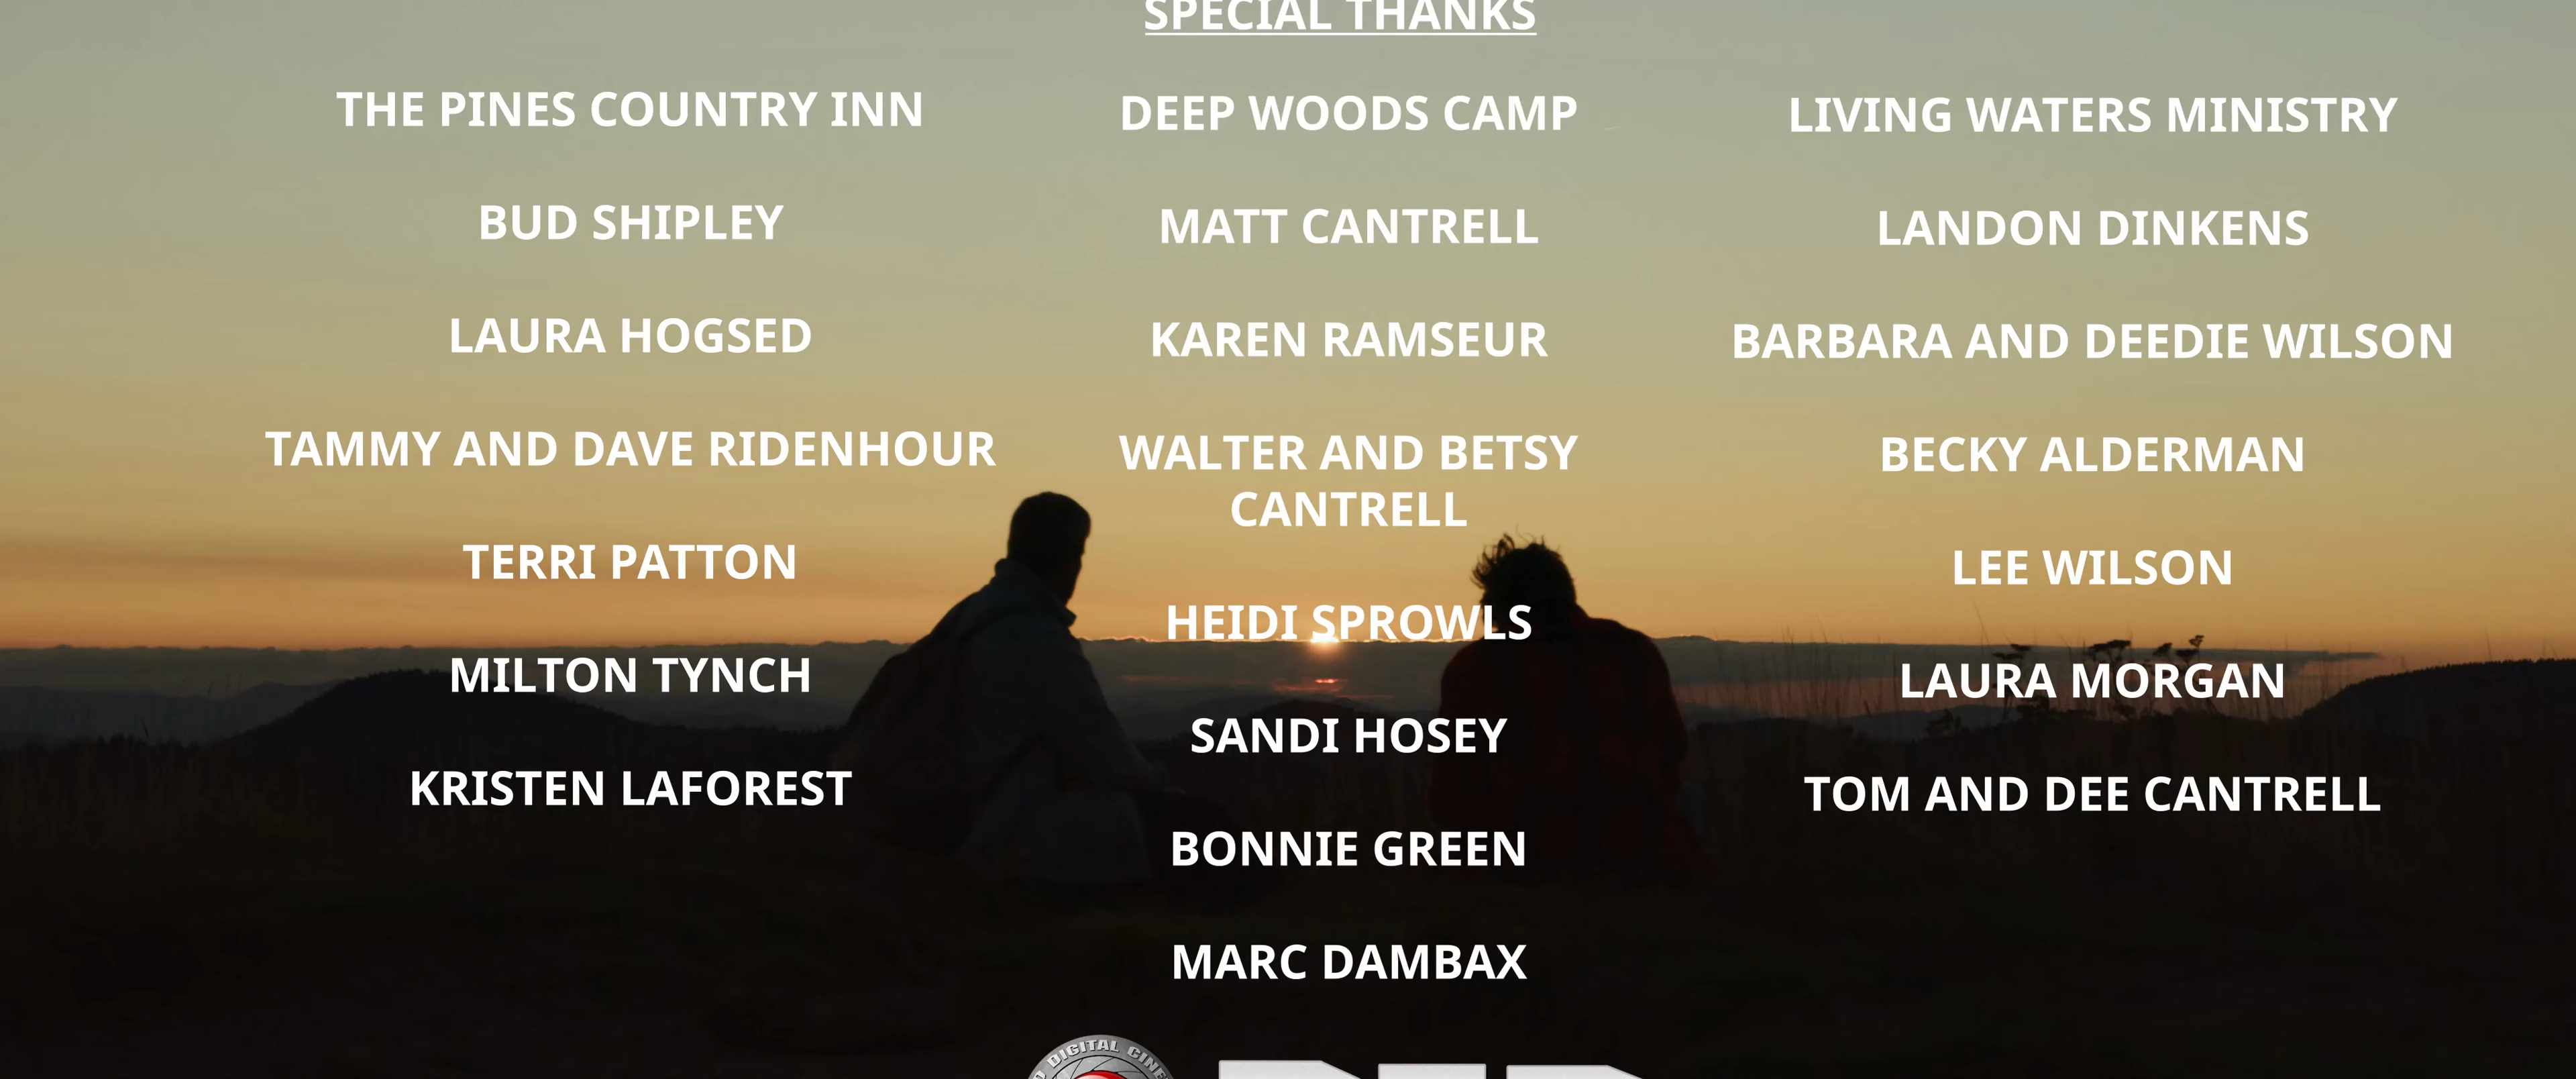 SPECIAL THANKS
THE PINES COUNTRY INN
BUD SHIPLEY
LAURA HOGSED
TAMMY AND DAVE RIDENHOUR
TERRI PATTON
MILTON TYNCH
KRISTEN LAFOREST
DEEP WOODS CAMP
MATT CANTRELL
KAREN RAMSEUR
WALTER AND BETSY
CANTRELL
HEIDI SPROWLS
SANDI HOSEY
BONNIE GREEN
MARC DAMBAX
LIVING WATERS MINISTRY
LANDON DINKENS
BARBARA AND DEEDIE WILSON
BECKY ALDERMAN
LEE WILSON
LAURA MORGAN
TOM AND DEE CANTRELL
DIGITAL